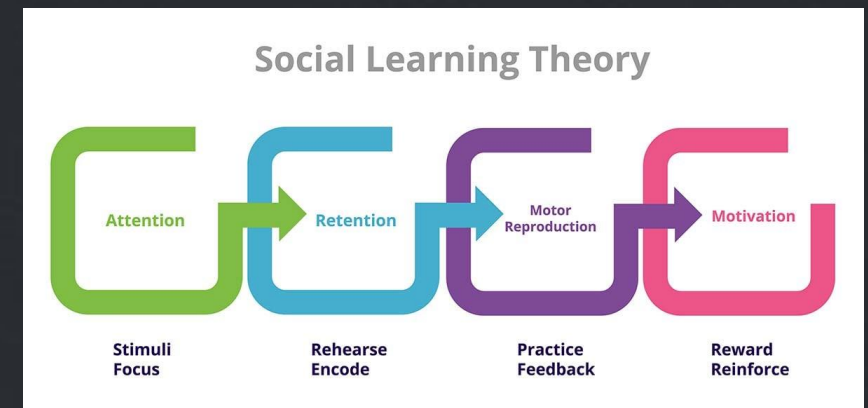 Social Learning Theory
Attention
Retention
Motor
Reproduction
Motivation
Stimuli
Focus
Rehearse
Encode
Practice
Feedback
Reward
Reinforce